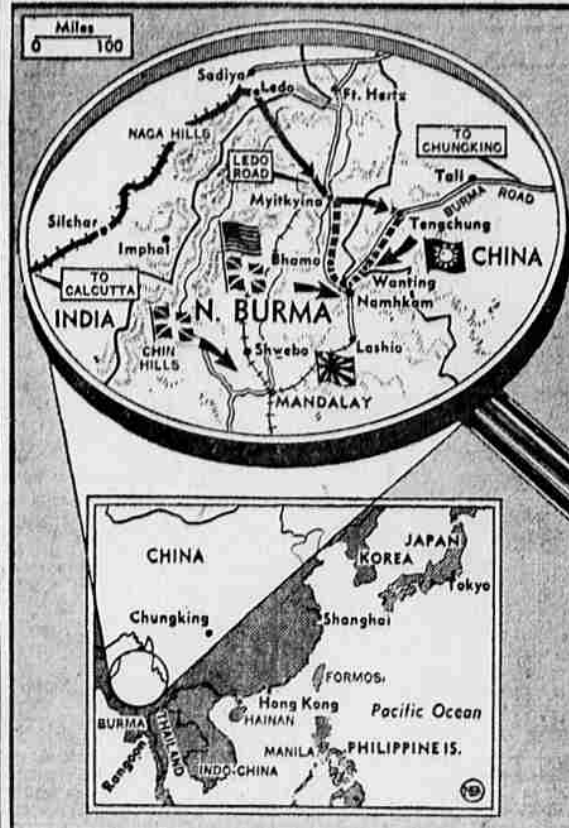 Miles
0 100
Sadiya
Ledo
Ft. Hertz
NAGA HILLS
TO
CHUNGKING
LEDO
ROAD
Tali
BURMA ROAD
Myitkyina
Silchar
Tengchung
Imphal
Bhamo
CHINA
TO
CALCUTTA
Wanting
Namhkam
INDIA
N. BURMA
CHIN
HILLS
Shwebo
Lashio
MANDALAY
JAPAN
CHINA
KOREA
Tokyo
Chungking
Shanghai
FORMOS
Hong Kong
HAINAN
Pacific Ocean
BURMA
THAILAND
MANILA
PHILIPPINE IS.
Rangoon
INDO-CHINA